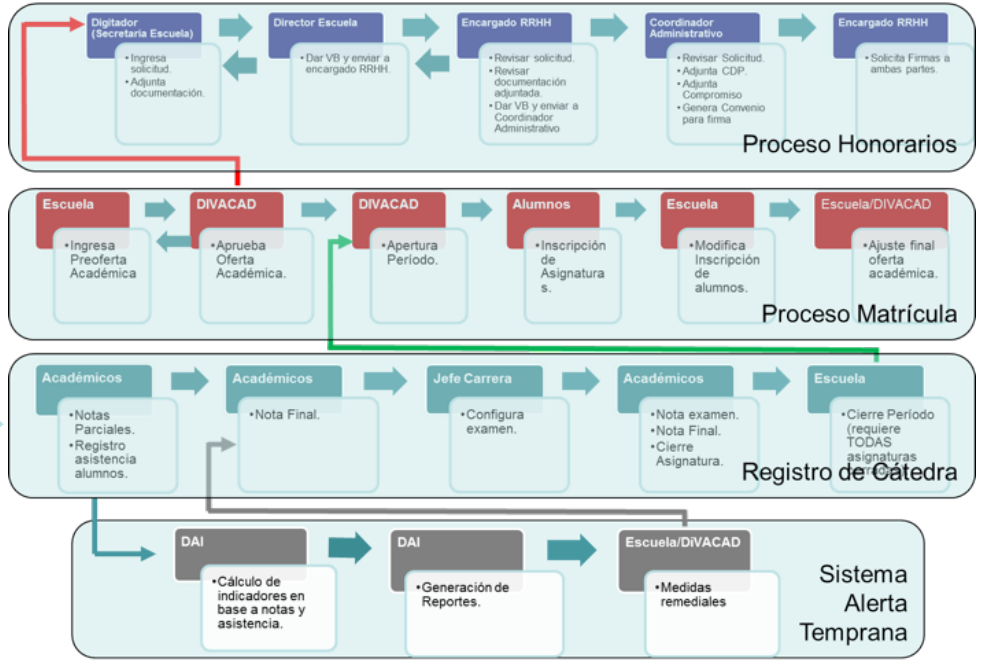 Digitador
(Secretaria Escuela)
•Ingresa
solicitud.
•Adjunta
documentación.
Director Escuela
•Dar VB y enviar a
encargado RRHH.
Encargado RRHH
•Revisar solicitud.
•Revisar
documentación
adjuntada.
•Dar VB y enviar a
Coordinador
Administrativo
Coordinador
Administrativo
•Revisar Solicitud.
•Adjunta CDP.
•Adjunta
Compromiso
•Genera Convenio
para firma
Encargado RRHH
•Solicita Firmas a
ambas partes.
Proceso Honorarios
Escuela
•Ingresa
Preoferta
Académica
DIVACAD
•Aprueba
Oferta
Académica.
DIVACAD
•Apertura
Período.
Alumnos
•Inscripción
de
Asignatura
s.
Escuela
•Modifica
Inscripción
de
alumnos.
Escuela/DIVACAD
•Ajuste final
oferta
académica.
Proceso Matrícula
Académicos
•Notas
Parciales.
•Registro
asistencia
alumnos.
Académicos
•Nota Final.
Jefe Carrera
•Configura
examen.
Académicos
•Nota examen.
•Nota Final.
•Cierre
Asignatura.
Escuela
•Cierre Período
(requiere
TODAS
asignaturas
Registro de Cátedra
DAI
•Cálculo de
indicadores en
base a notas y
asistencia.
DAI
•Generación de
Reportes.
Escuela/DiVACAD
•Medidas
remediales
Sistema
Alerta
Temprana